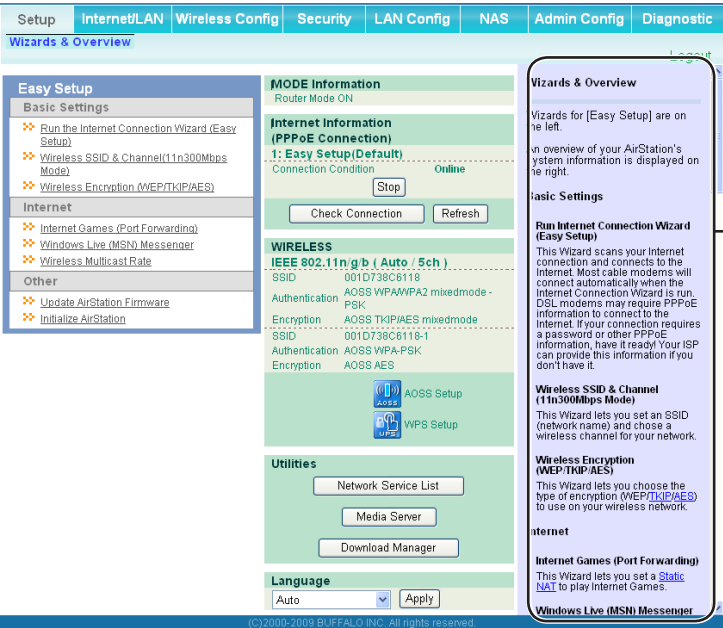 Setup Internet/LAN Wireless Config Security LAN Config NAS Admin Config Diagnostic
Wizards & Overview
Logout
Easy Setup
Basic Settings
Run the Internet Connection Wizard (Easy
Setup)
Wireless SSID & Channel(11n300Mbps
Mode)
Wireless Encryption (WEP/TKIP/AES)
Internet
Internet Games (Port Forwarding)
Windows Live (MSN) Messenger
Wireless Multicast Rate
Other
Update AirStation Firmware
Initialize AirStation
MODE Information
Router Mode ON
Internet Information
(PPPoE Connection)
1: Easy Setup(Default)
Connection Condition Online
Stop
Check Connection Refresh
WIRELESS
IEEE 802.11n/g/b ( Auto / 5ch )
SSID 001D738C6118
Authentication AOSS WPA/WPA2 mixedmode -
PSK
Encryption AOSS TKIP/AES mixedmode
SSID 001D738C6118-1
Authentication AOSS WPA-PSK
Encryption AOSS AES
AOSS AOSS Setup
WPS WPS Setup
Utilities
Network Service List
Media Server
Download Manager
Language
Auto Apply
Wizards & Overview
Wizards for [Easy Setup] are on
he left.
An overview of your AirStation's
ystem information is displayed on
he right.
Basic Settings
Run Internet Connection Wizard
(Easy Setup)
This Wizard scans your Internet
connection and connects to the
Internet. Most cable modems will
connect automatically when the
Internet Connection Wizard is run.
DSL modems may require PPPoE
information to connect to the
Internet. If your connection requires
a password or other PPPoE
information, have it ready! Your ISP
can provide this information if you
don't have it.
Wireless SSID & Channel
(11n300Mbps Mode)
This Wizard lets you set an SSID
(network name) and chose a
wireless channel for your network.
Wireless Encryption
(WEP/TKIP/AES)
This Wizard lets you choose the
type of encryption (WEP/TKIP/AES)
to use on your wireless network.
nternet
Internet Games (Port Forwarding)
This Wizard lets you set a Static
NAT to play Internet Games.
Windows Live (MSN) Messenger
(C)2000-2009 BUFFALO INC. All rights reserved.